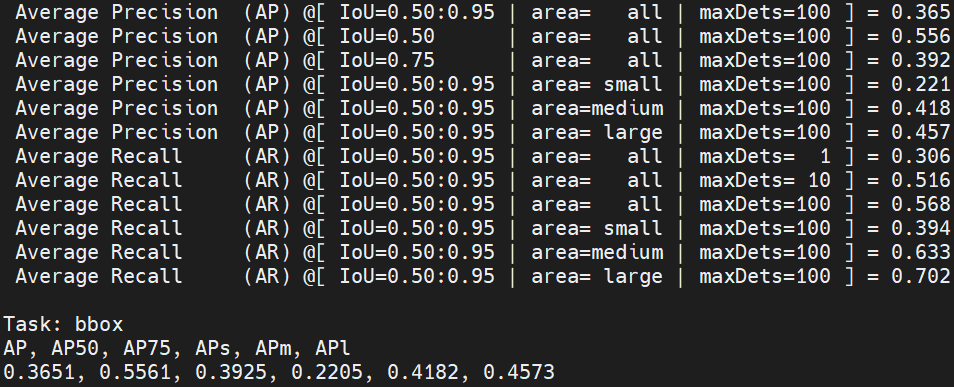 Average Precision  (AP) @[ IoU=0.50:0.95 | area=   all | maxDets=100 ] = 0.365
Average Precision  (AP) @[ IoU=0.50      | area=   all | maxDets=100 ] = 0.556
Average Precision  (AP) @[ IoU=0.75      | area=   all | maxDets=100 ] = 0.392
Average Precision  (AP) @[ IoU=0.50:0.95 | area= small | maxDets=100 ] = 0.221
Average Precision  (AP) @[ IoU=0.50:0.95 | area=medium | maxDets=100 ] = 0.418
Average Precision  (AP) @[ IoU=0.50:0.95 | area= large | maxDets=100 ] = 0.457
Average Recall     (AR) @[ IoU=0.50:0.95 | area=   all | maxDets=  1 ] = 0.306
Average Recall     (AR) @[ IoU=0.50:0.95 | area=   all | maxDets= 10 ] = 0.516
Average Recall     (AR) @[ IoU=0.50:0.95 | area=   all | maxDets=100 ] = 0.568
Average Recall     (AR) @[ IoU=0.50:0.95 | area= small | maxDets=100 ] = 0.394
Average Recall     (AR) @[ IoU=0.50:0.95 | area=medium | maxDets=100 ] = 0.633
Average Recall     (AR) @[ IoU=0.50:0.95 | area= large | maxDets=100 ] = 0.702
Task: bbox
AP, AP50, AP75, APs, APm, APl
0.3651, 0.5561, 0.3925, 0.2205, 0.4182, 0.4573